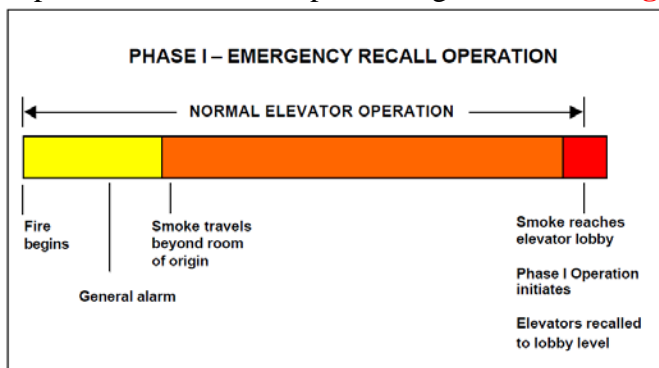 PHASE I – EMERGENCY RECALL OPERATION
NORMAL ELEVATOR OPERATION
Fire
begins
General alarm
Smoke travels
beyond room
of origin
Smoke reaches
elevator lobby
Phase I Operation
initiates
Elevators recalled
to lobby level